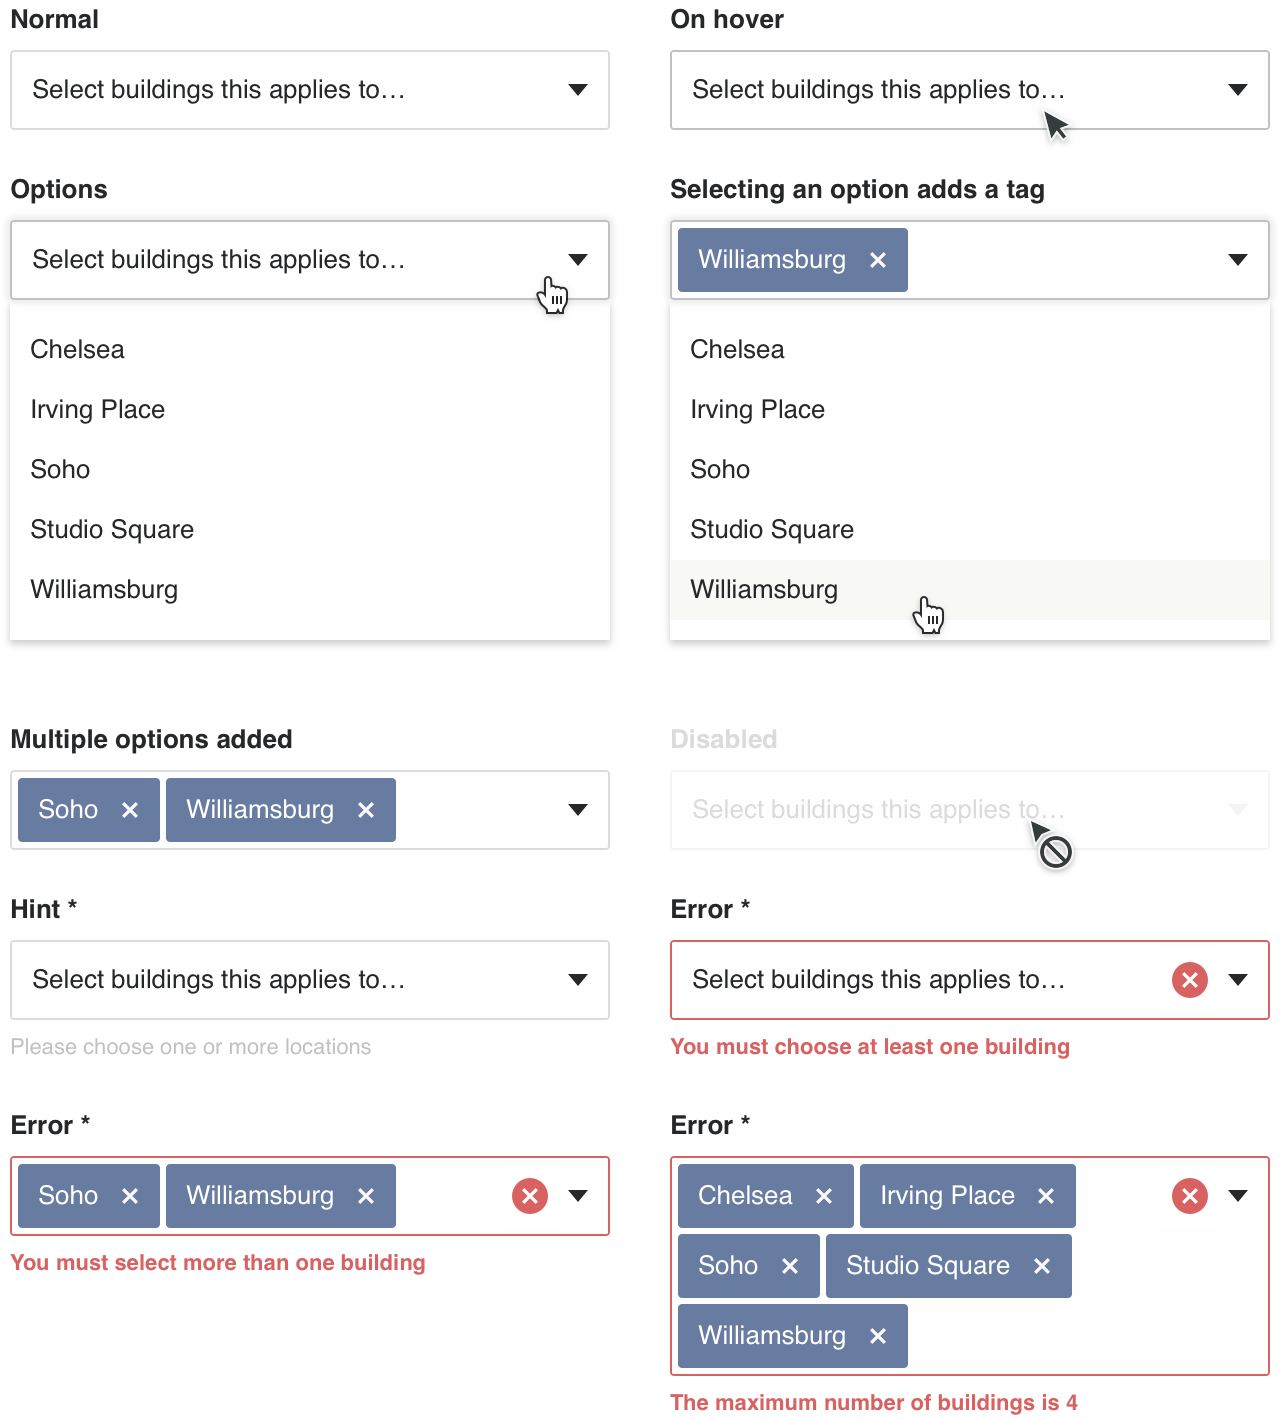 Normal
Select buildings this applies to…
On hover
Select buildings this applies to…
Options
Select buildings this applies to…
Chelsea
Irving Place
Soho
Studio Square
Williamsburg
Selecting an option adds a tag
Williamsburg
Chelsea
Irving Place
Soho
Studio Square
Williamsburg
Multiple options added
Soho Williamsburg
Disabled
Select buildings this applies to…
Hint *
Select buildings this applies to…
Please choose one or more locations
Error *
Select buildings this applies to…
You must choose at least one building
Error *
Soho Williamsburg
You must select more than one building
Error *
Chelsea Irving Place
Soho Studio Square
Williamsburg
The maximum number of buildings is 4